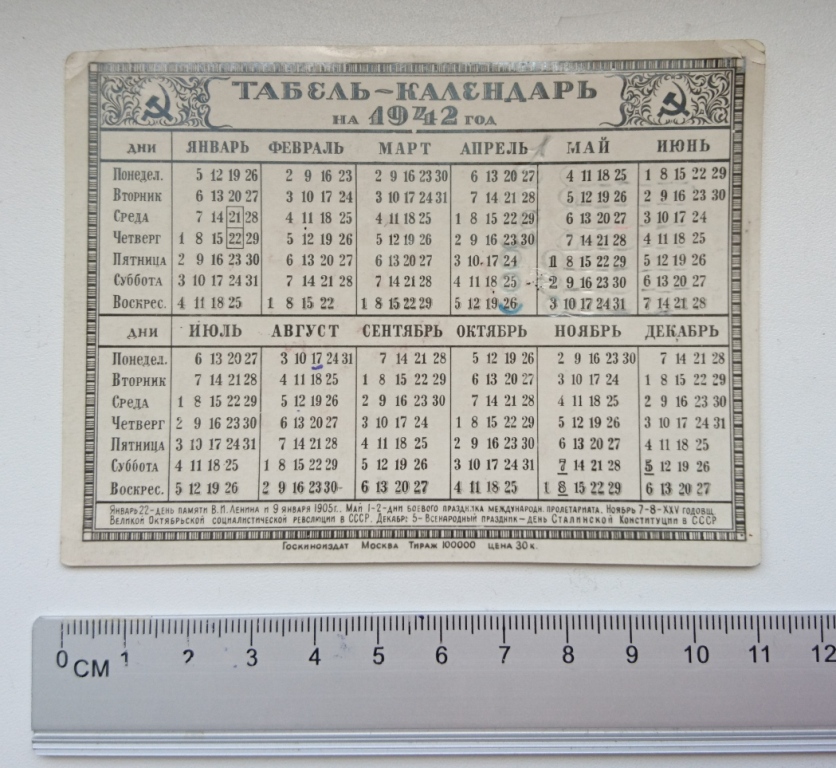 ТАБЕЛЬ-КАЛЕНДАРЬ
НА 1942 ГОД
ДНИ ЯНВАРЬ ФЕВРАЛЬ МАРТ АПРЕЛЬ МАЙ ИЮНЬ
Понедел. 5 12 19 26 2 9 16 23 2 9 16 23 30 6 13 20 27 4 11 18 25 1 8 15 22 29
Вторник 6 13 20 27 3 10 17 24 3 10 17 24 31 7 14 21 28 5 12 19 26 2 9 16 23 30
Среда 7 14 21 28 4 11 18 25 4 11 18 25 1 8 15 22 29 6 13 20 27 3 10 17 24
Четверг 1 8 15 22 29 5 12 19 26 5 12 19 26 2 9 16 23 30 7 14 21 28 4 11 18 25
Пятница 2 9 16 23 30 6 13 20 27 6 13 20 27 3 10 17 24 1 8 15 22 29 5 12 19 26
Суббота 3 10 17 24 31 7 14 21 28 7 14 21 28 4 11 18 25 2 9 16 23 30 6 13 20 27
Воскрес. 4 11 18 25 1 8 15 22 1 8 15 22 29 5 12 19 26 3 10 17 24 31 7 14 21 28
ДНИ ИЮЛЬ АВГУСТ СЕНТЯБРЬ ОКТЯБРЬ НОЯБРЬ ДЕКАБРЬ
Понедел. 6 13 20 27 3 10 17 24 31 7 14 21 28 5 12 19 26 2 9 16 23 30 7 14 21 28
Вторник 7 14 21 28 4 11 18 25 1 8 15 22 29 6 13 20 27 3 10 17 24 1 8 15 22 29
Среда 1 8 15 22 29 5 12 19 26 2 9 16 23 30 7 14 21 28 4 11 18 25 2 9 16 23 30
Четверг 2 9 16 23 30 6 13 20 27 3 10 17 24 1 8 15 22 29 5 12 19 26 3 10 17 24 31
Пятница 3 10 17 24 31 7 14 21 28 4 11 18 25 2 9 16 23 30 6 13 20 27 4 11 18 25
Суббота 4 11 18 25 1 8 15 22 29 5 12 19 26 3 10 17 24 31 7 14 21 28 5 12 19 26
Воскрес. 5 12 19 26 2 9 16 23 30 6 13 20 27 4 11 18 25 1 8 15 22 29 6 13 20 27
Январь 22-день памяти В.И. Ленина и 9 января 1905г. Май 1-2-дни боевого праздника международн. пролетариата. Ноябрь 7-8-XXV годовщ.
Великой Октябрьской социалистической революции в СССР. Декабрь 5-Всенародный праздник-день Сталинской Конституции в СССР
Госкиноиздат Москва Тираж 100000 цена 30 к.
0 1 2 3 4 5 6 7 8 9 10 11 12
СМ